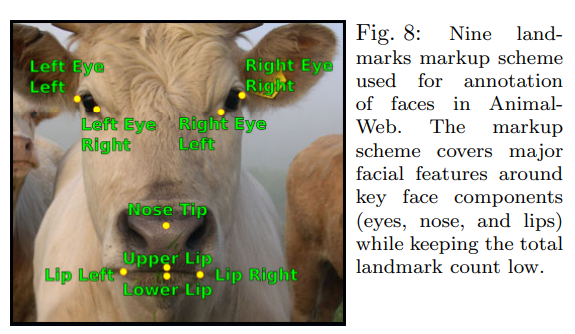 Left Eye
Left
Right Eye
Right
Left Eye
Right
Right Eye
Left
Nose Tip
Upper Lip
Lip Left
Lip Right
Lower Lip
Fig. 8: Nine land-
marks markup scheme
used for annotation
of faces in Animal-
Web. The markup
scheme covers major
facial features around
key face components
(eyes, nose, and lips)
while keeping the total
landmark count low.